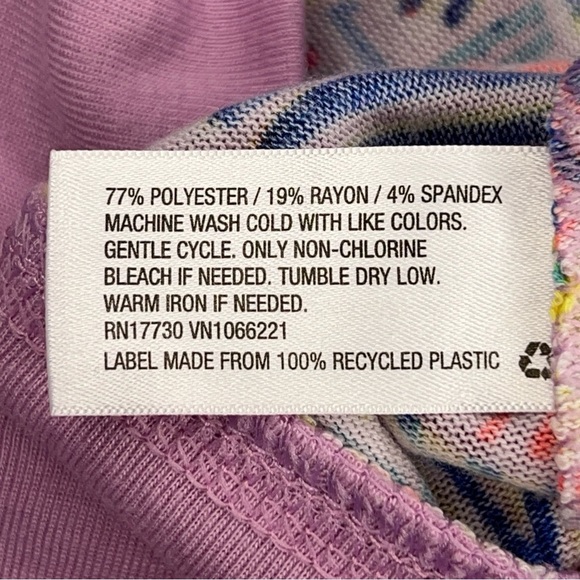 77% POLYESTER / 19% RAYON / 4% SPANDEX
MACHINE WASH COLD WITH LIKE COLORS.
GENTLE CYCLE. ONLY NON-CHLORINE
BLEACH IF NEEDED. TUMBLE DRY LOW.
WARM IRON IF NEEDED.
RN17730 VN1066221
LABEL MADE FROM 100% RECYCLED PLASTIC